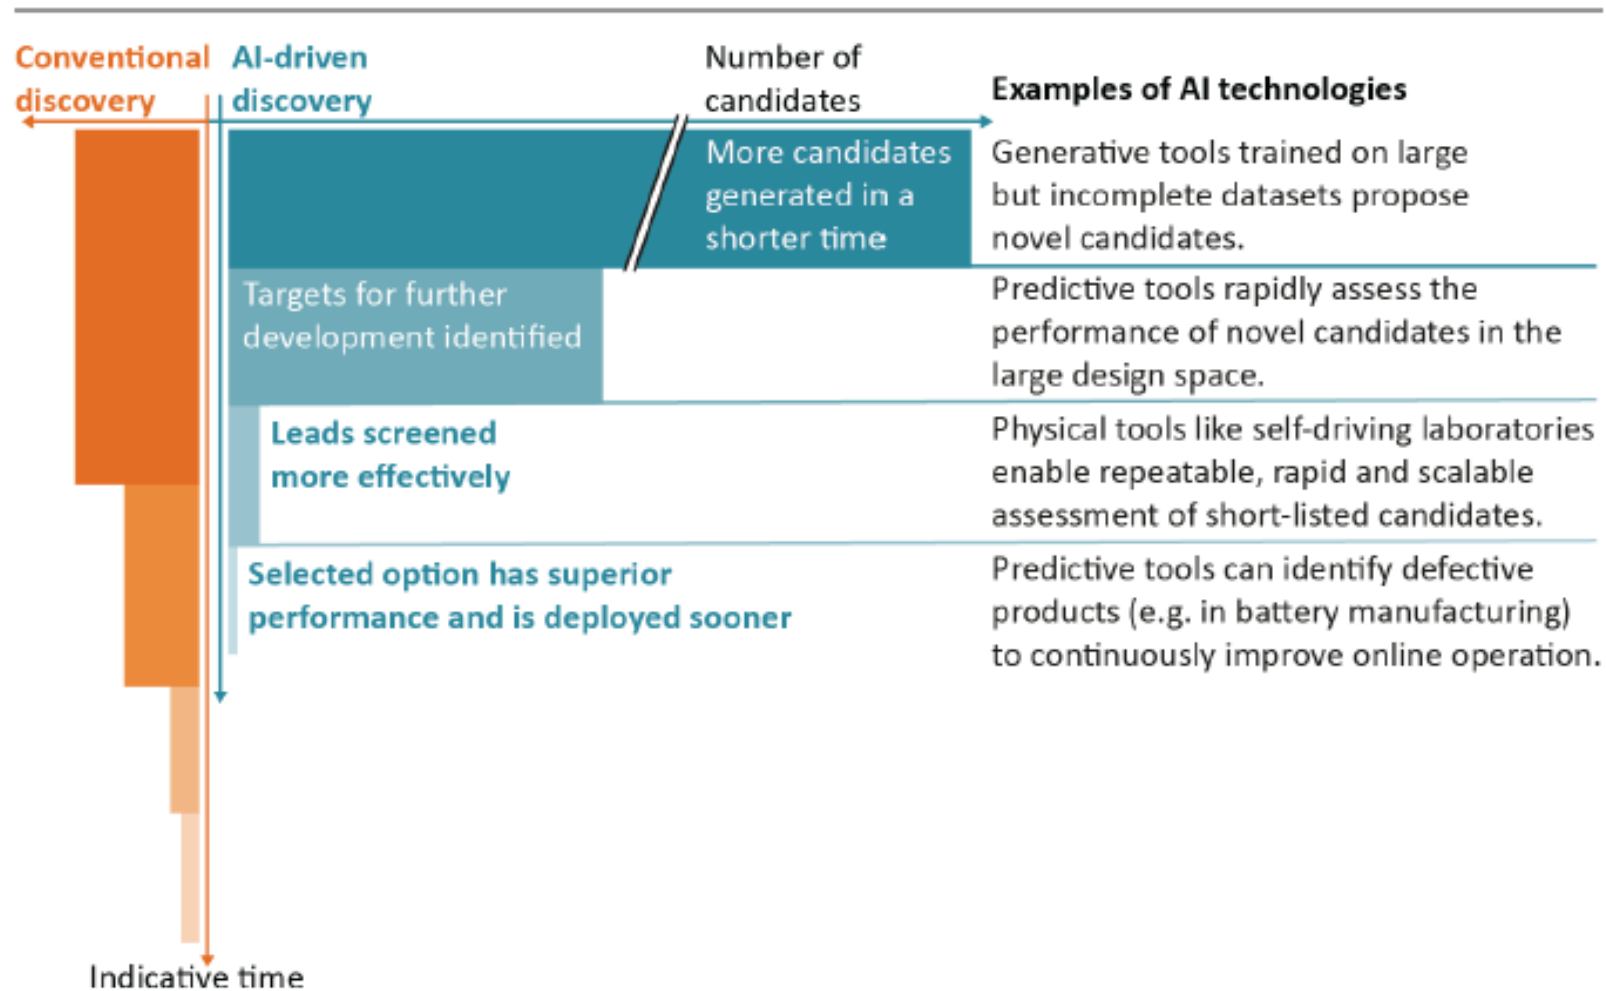 Conventional
discovery
AI-driven
discovery
Number of
candidates
Examples of AI technologies
More candidates
generated in a
shorter time
Generative tools trained on large
but incomplete datasets propose
novel candidates.
Targets for further
development identified
Predictive tools rapidly assess the
performance of novel candidates in the
large design space.
Leads screened
more effectively
Physical tools like self-driving laboratories
enable repeatable, rapid and scalable
assessment of short-listed candidates.
Selected option has superior
performance and is deployed sooner
Predictive tools can identify defective
products (e.g. in battery manufacturing)
to continuously improve online operation.
Indicative time